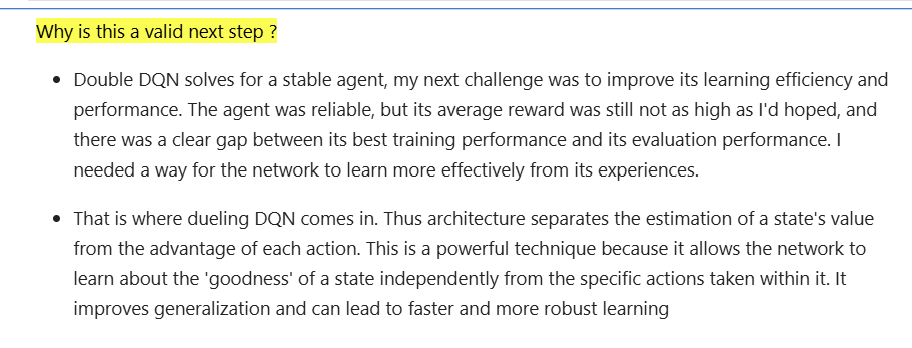 Why is this a valid next step ?
• Double DQN solves for a stable agent, my next challenge was to improve its learning efficiency and
performance. The agent was reliable, but its average reward was still not as high as I'd hoped, and
there was a clear gap between its best training performance and its evaluation performance. I
needed a way for the network to learn more effectively from its experiences.
• That is where dueling DQN comes in. Thus architecture separates the estimation of a state's value
from the advantage of each action. This is a powerful technique because it allows the network to
learn about the 'goodness' of a state independently from the specific actions taken within it. It
improves generalization and can lead to faster and more robust learning